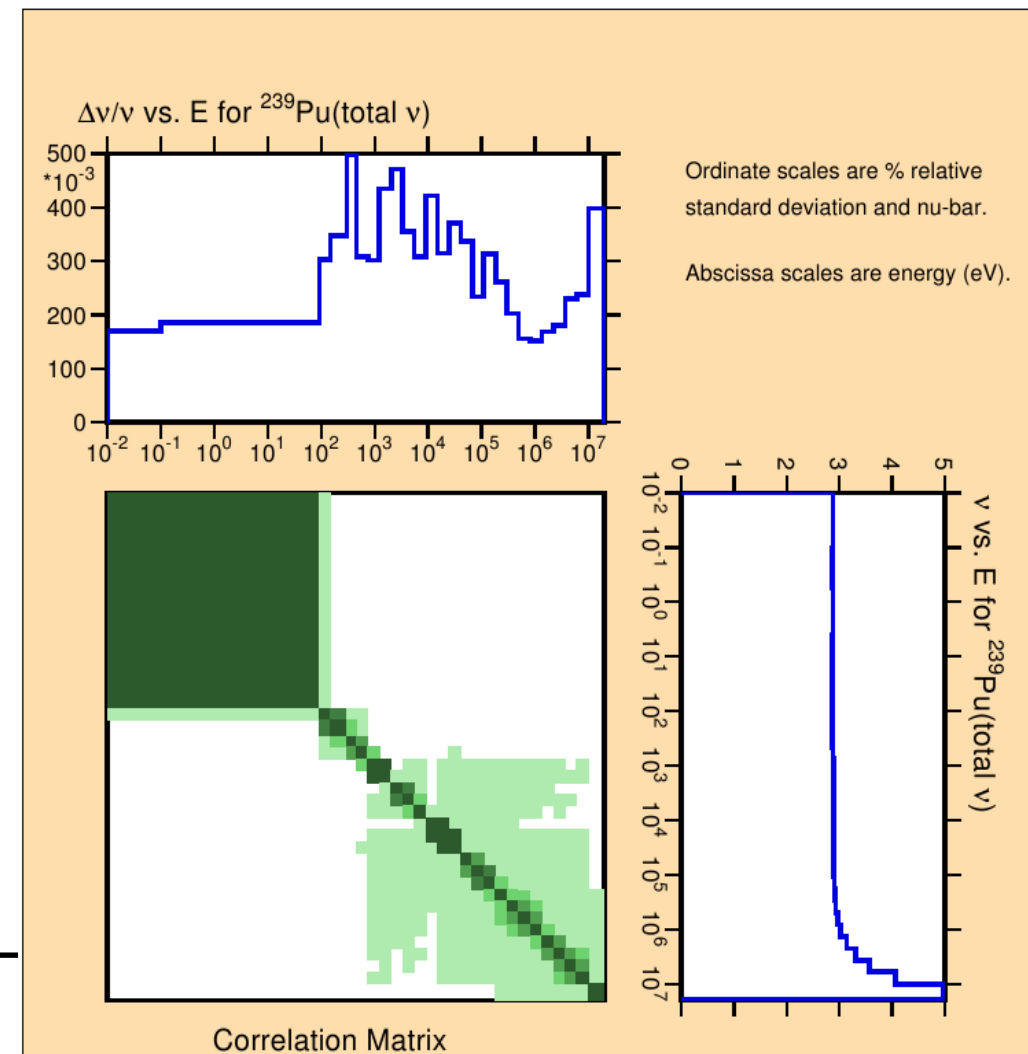 Δν/ν vs. E for ²³⁹Pu(total ν)
500
*10⁻³
400
300
200
100
0
10⁻² 10⁻¹ 10⁰ 10¹ 10² 10³ 10⁴ 10⁵ 10⁶ 10⁷
Ordinate scales are % relative
standard deviation and nu-bar.
Abscissa scales are energy (eV).
0 1 2 3 4 5
10⁻² 10⁻¹ 10⁰ 10¹ 10² 10³ 10⁴ 10⁵ 10⁶ 10⁷
ν vs. E for ²³⁹Pu(total ν)
Correlation Matrix